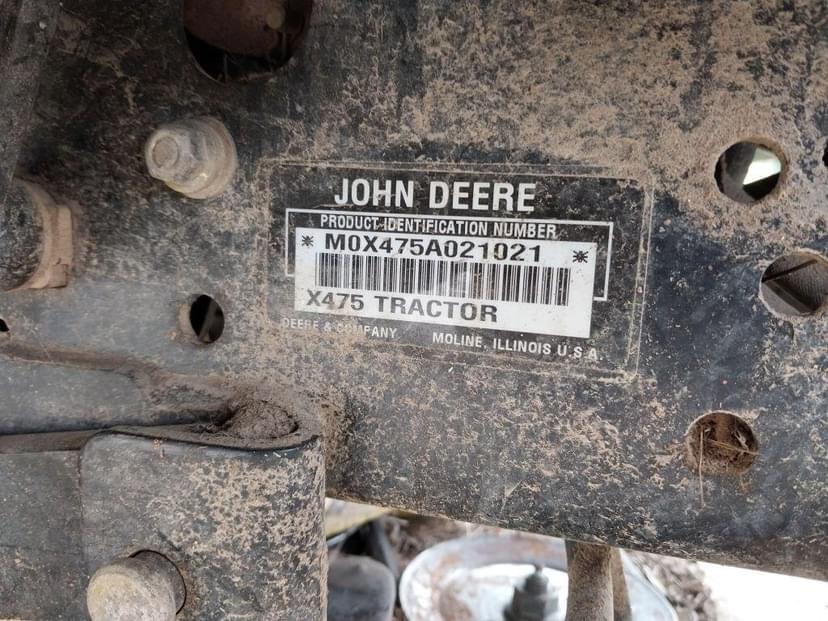 JOHN DEERE
PRODUCT IDENTIFICATION NUMBER
* M0X475A021021 *
X475 TRACTOR
DEERE & COMPANY MOLINE, ILLINOIS U.S.A.